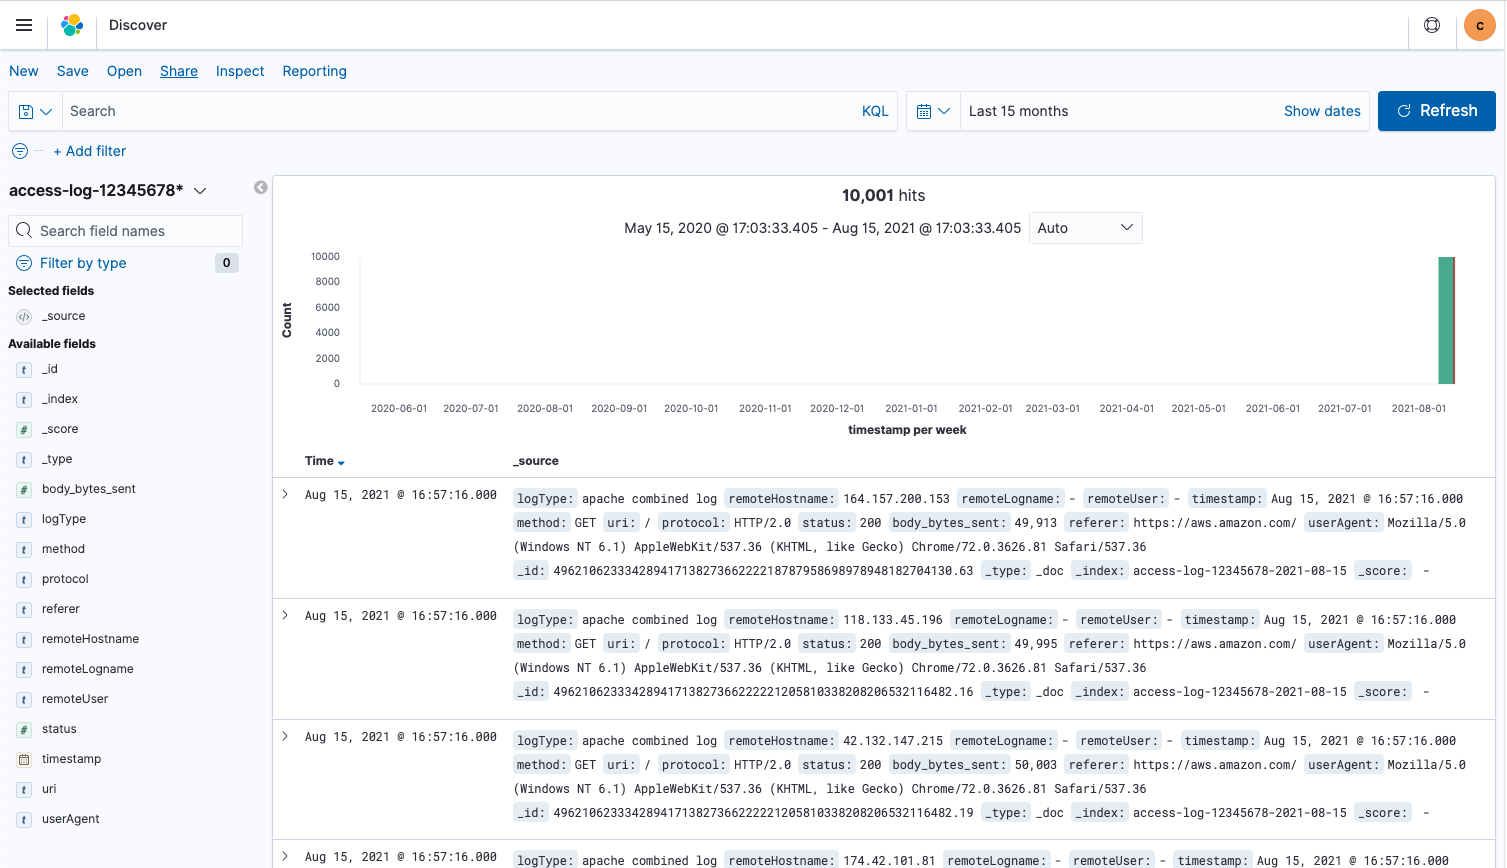 Discover
c
New Save Open Share Inspect Reporting
Search KQL Last 15 months Show dates Refresh
+ Add filter
access-log-12345678*
Search field names
Filter by type 0
Selected fields
_source
Available fields
t _id
t _index
# _score
t _type
# body_bytes_sent
t logType
t method
t protocol
t referer
t remoteHostname
t remoteLogname
t remoteUser
# status
timestamp
t uri
t userAgent
10,001 hits
May 15, 2020 @ 17:03:33.405 - Aug 15, 2021 @ 17:03:33.405 Auto
Count
10000
8000
6000
4000
2000
0
2020-06-01 2020-07-01 2020-08-01 2020-09-01 2020-10-01 2020-11-01 2020-12-01 2021-01-01 2021-02-01 2021-03-01 2021-04-01 2021-05-01 2021-06-01 2021-07-01 2021-08-01
timestamp per week
Time _source
Aug 15, 2021 @ 16:57:16.000 logType: apache combined log remoteHostname: 164.157.200.153 remoteLogname: - remoteUser: - timestamp: Aug 15, 2021 @ 16:57:16.000
method: GET uri: / protocol: HTTP/2.0 status: 200 body_bytes_sent: 49,913 referer: https://aws.amazon.com/ userAgent: Mozilla/5.0
(Windows NT 6.1) AppleWebKit/537.36 (KHTML, like Gecko) Chrome/72.0.3626.81 Safari/537.36
_id: 49621062333428941713827366222218787958698978948182704130.63 _type: _doc _index: access-log-12345678-2021-08-15 _score: -
Aug 15, 2021 @ 16:57:16.000 logType: apache combined log remoteHostname: 118.133.45.196 remoteLogname: - remoteUser: - timestamp: Aug 15, 2021 @ 16:57:16.000
method: GET uri: / protocol: HTTP/2.0 status: 200 body_bytes_sent: 49,995 referer: https://aws.amazon.com/ userAgent: Mozilla/5.0
(Windows NT 6.1) AppleWebKit/537.36 (KHTML, like Gecko) Chrome/72.0.3626.81 Safari/537.36
_id: 49621062333428941713827366222221205810338208206532116482.16 _type: _doc _index: access-log-12345678-2021-08-15 _score: -
Aug 15, 2021 @ 16:57:16.000 logType: apache combined log remoteHostname: 42.132.147.215 remoteLogname: - remoteUser: - timestamp: Aug 15, 2021 @ 16:57:16.000
method: GET uri: / protocol: HTTP/2.0 status: 200 body_bytes_sent: 50,003 referer: https://aws.amazon.com/ userAgent: Mozilla/5.0
(Windows NT 6.1) AppleWebKit/537.36 (KHTML, like Gecko) Chrome/72.0.3626.81 Safari/537.36
_id: 49621062333428941713827366222221205810338208206532116482.19 _type: _doc _index: access-log-12345678-2021-08-15 _score: -
Aug 15, 2021 @ 16:57:16.000 logType: apache combined log remoteHostname: 174.42.101.81 remoteLogname: - remoteUser: - timestamp: Aug 15, 2021 @ 16:57:16.000